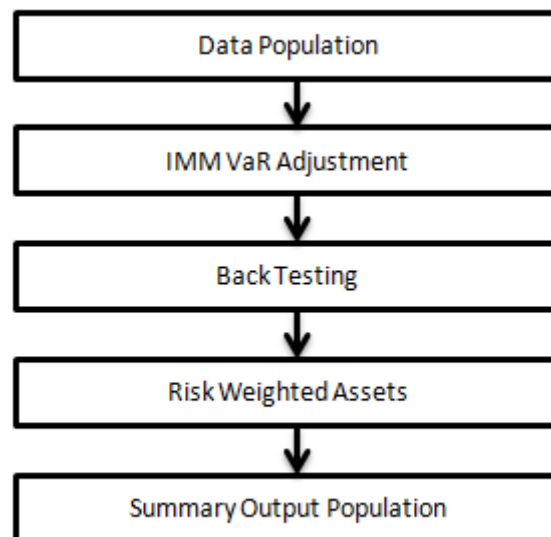 Data Population
IMM VaR Adjustment
Back Testing
Risk Weighted Assets
Summary Output Population